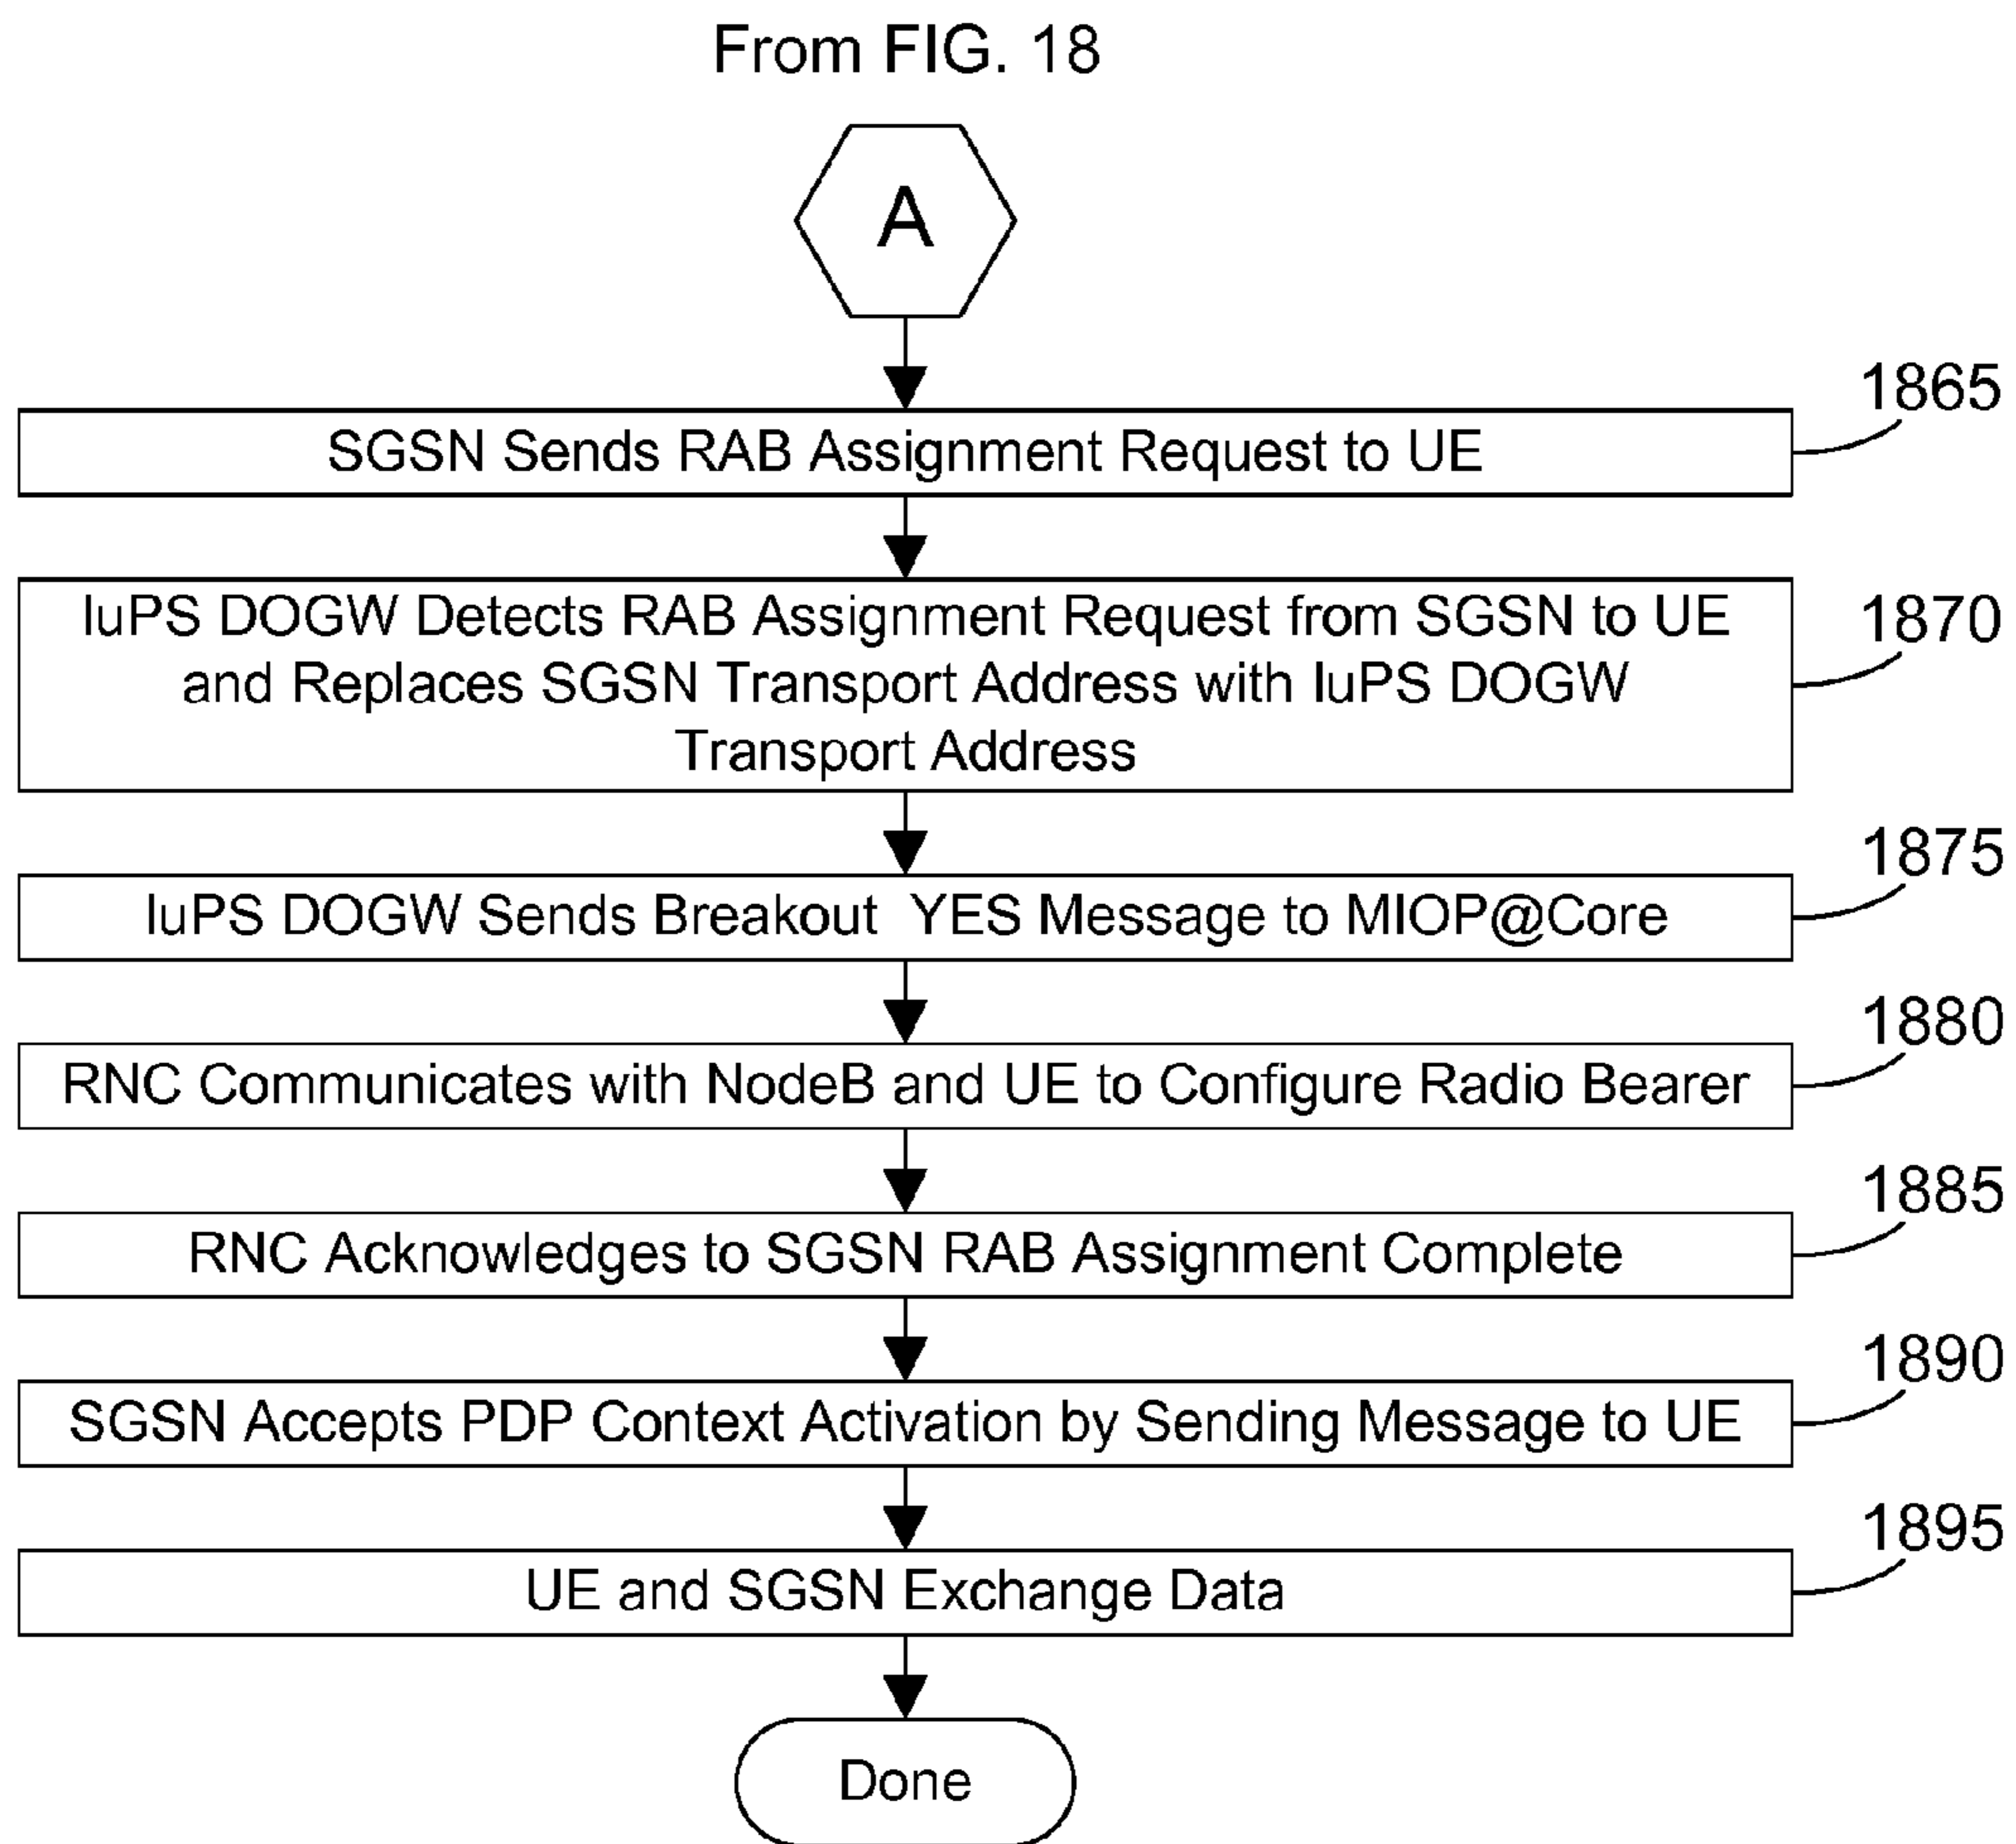 From FIG. 18
A
1865
SGSN Sends RAB Assignment Request to UE
IuPS DOGW Detects RAB Assignment Request from SGSN to UE
1870
and Replaces SGSN Transport Address with IuPS DOGW
Transport Address
1875
IuPS DOGW Sends Breakout  YES Message to MIOP@Core
1880
RNC Communicates with NodeB and UE to Configure Radio Bearer
1885
RNC Acknowledges to SGSN RAB Assignment Complete
1890
SGSN Accepts PDP Context Activation by Sending Message to UE
1895
UE and SGSN Exchange Data
Done